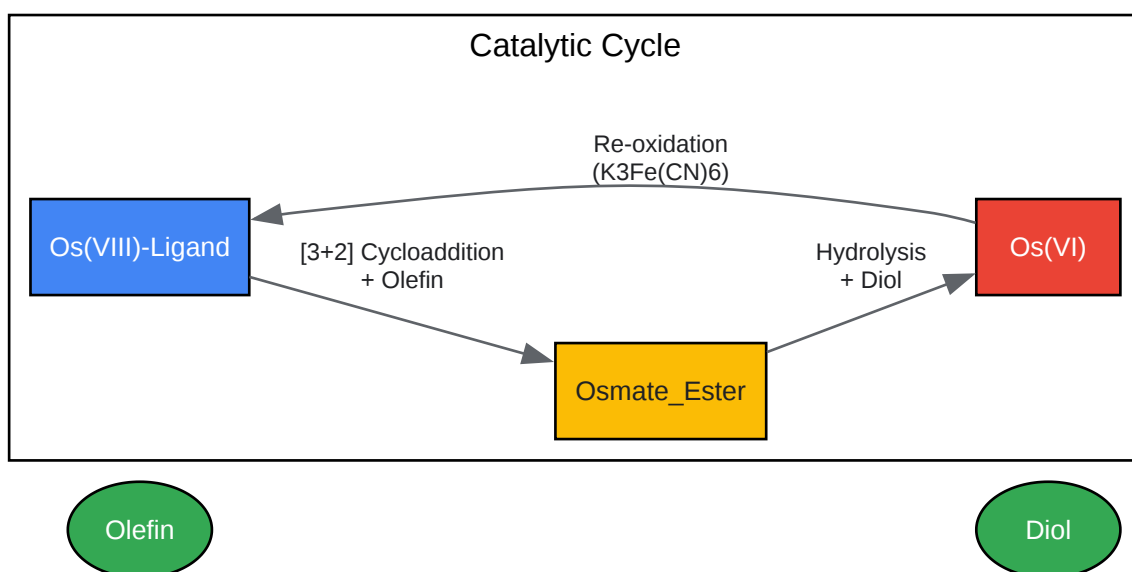 Catalytic Cycle
Re-oxidation
(K3Fe(CN)6)
Os(VIII)-Ligand
[3+2] Cycloaddition
+ Olefin
Hydrolysis
+ Diol
Os(VI)
Osmate_Ester
Olefin
Diol